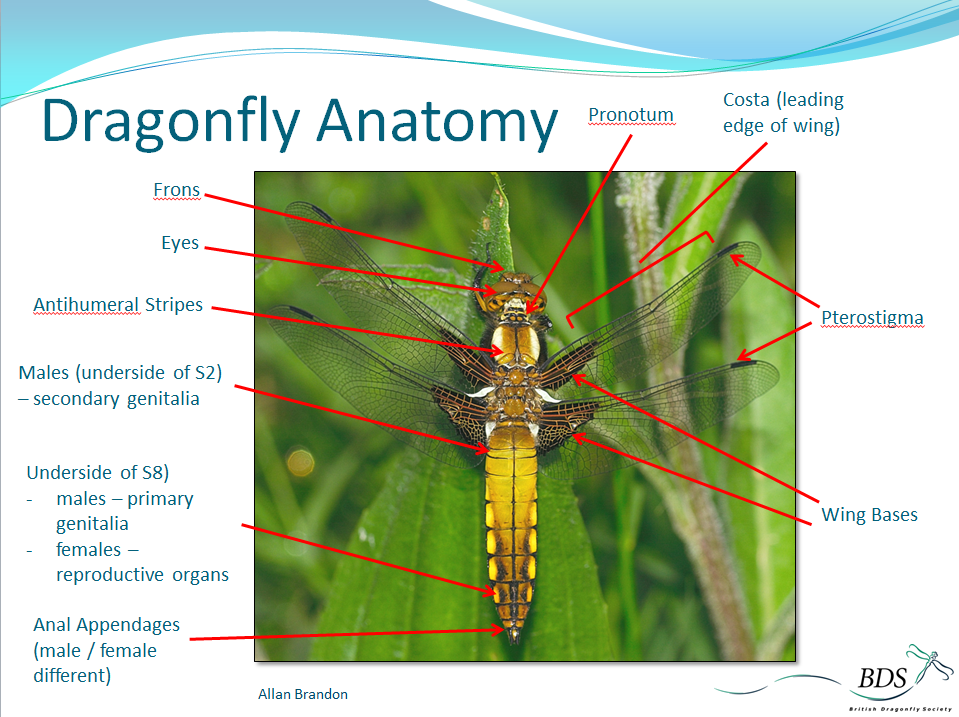 Dragonfly Anatomy
Pronotum
Costa (leading
edge of wing)
Frons
Eyes
Antihumeral Stripes
Pterostigma
Males (underside of S2)
– secondary genitalia
Underside of S8)
- males – primary
genitalia
- females –
reproductive organs
Wing Bases
Anal Appendages
(male / female
different)
Allan Brandon
BDS
British Dragonfly Society